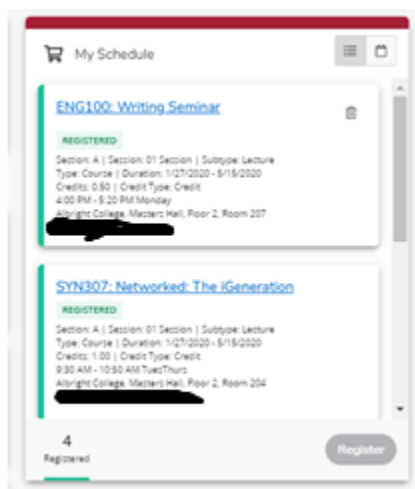 My Schedule
ENG100: Writing Seminar
REGISTERED
Section: A | Session: 01 Session | Subtype: Lecture
Type: Course | Duration: 1/27/2020 - 5/15/2020
Credits: 0.50 | Credit Type: Credit
4:00 PM - 5:20 PM Monday
Albright College, Masters Hall, Floor 2, Room 207
SYN307: Networked: The iGeneration
REGISTERED
Section: A | Session: 01 Session | Subtype: Lecture
Type: Course | Duration: 1/27/2020 - 5/15/2020
Credits: 1.00 | Credit Type: Credit
9:30 AM - 10:50 AM TuesThurs
Albright College, Masters Hall, Floor 2, Room 204
4
Registered
Register